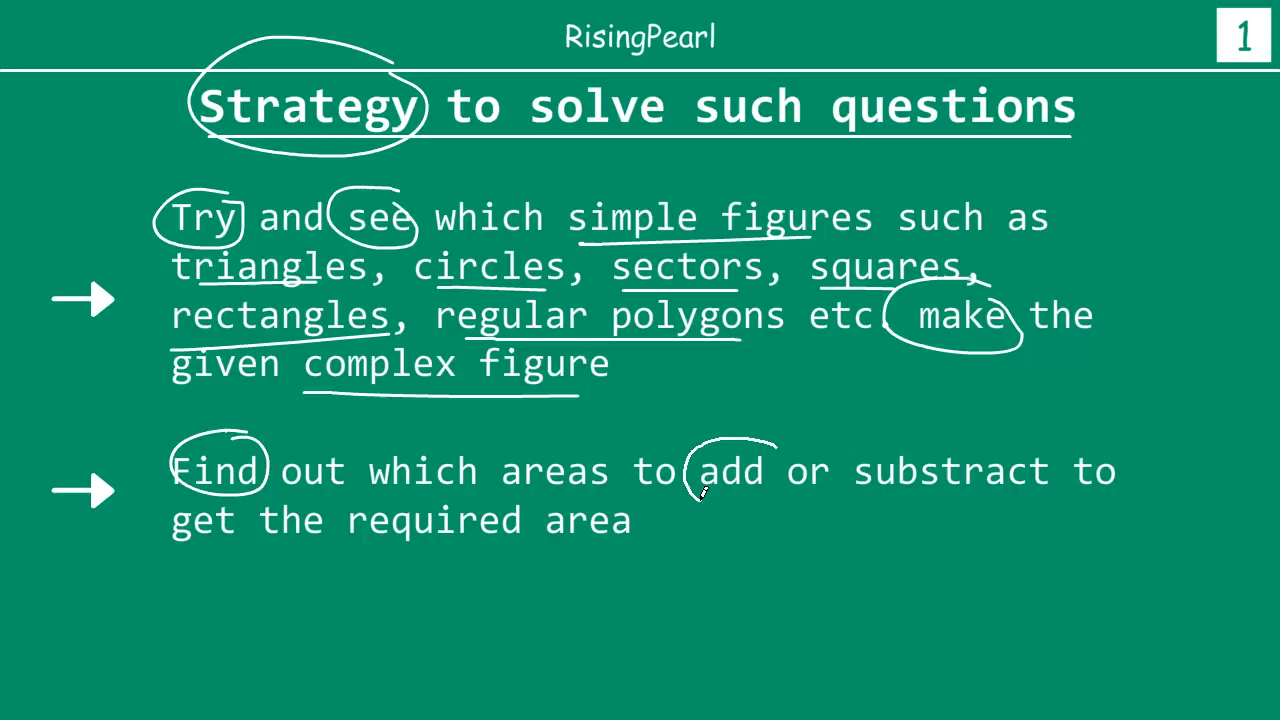 RisingPearl
1
Strategy to solve such questions
Try and see which simple figures such as
triangles, circles, sectors, squares,
rectangles, regular polygons etc. make the
given complex figure
Find out which areas to add or substract to
get the required area